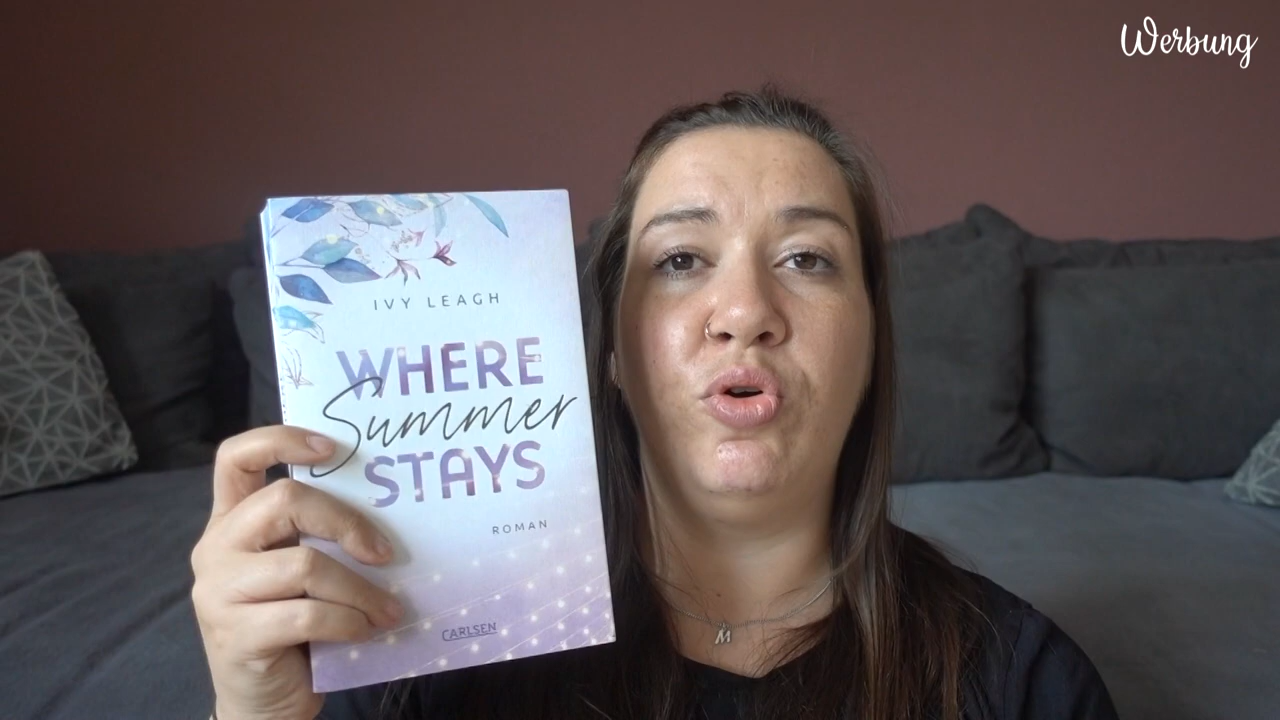 Werbung
IVY LEAGH
WHERE
Summer
STAYS
ROMAN
CARLSEN
M